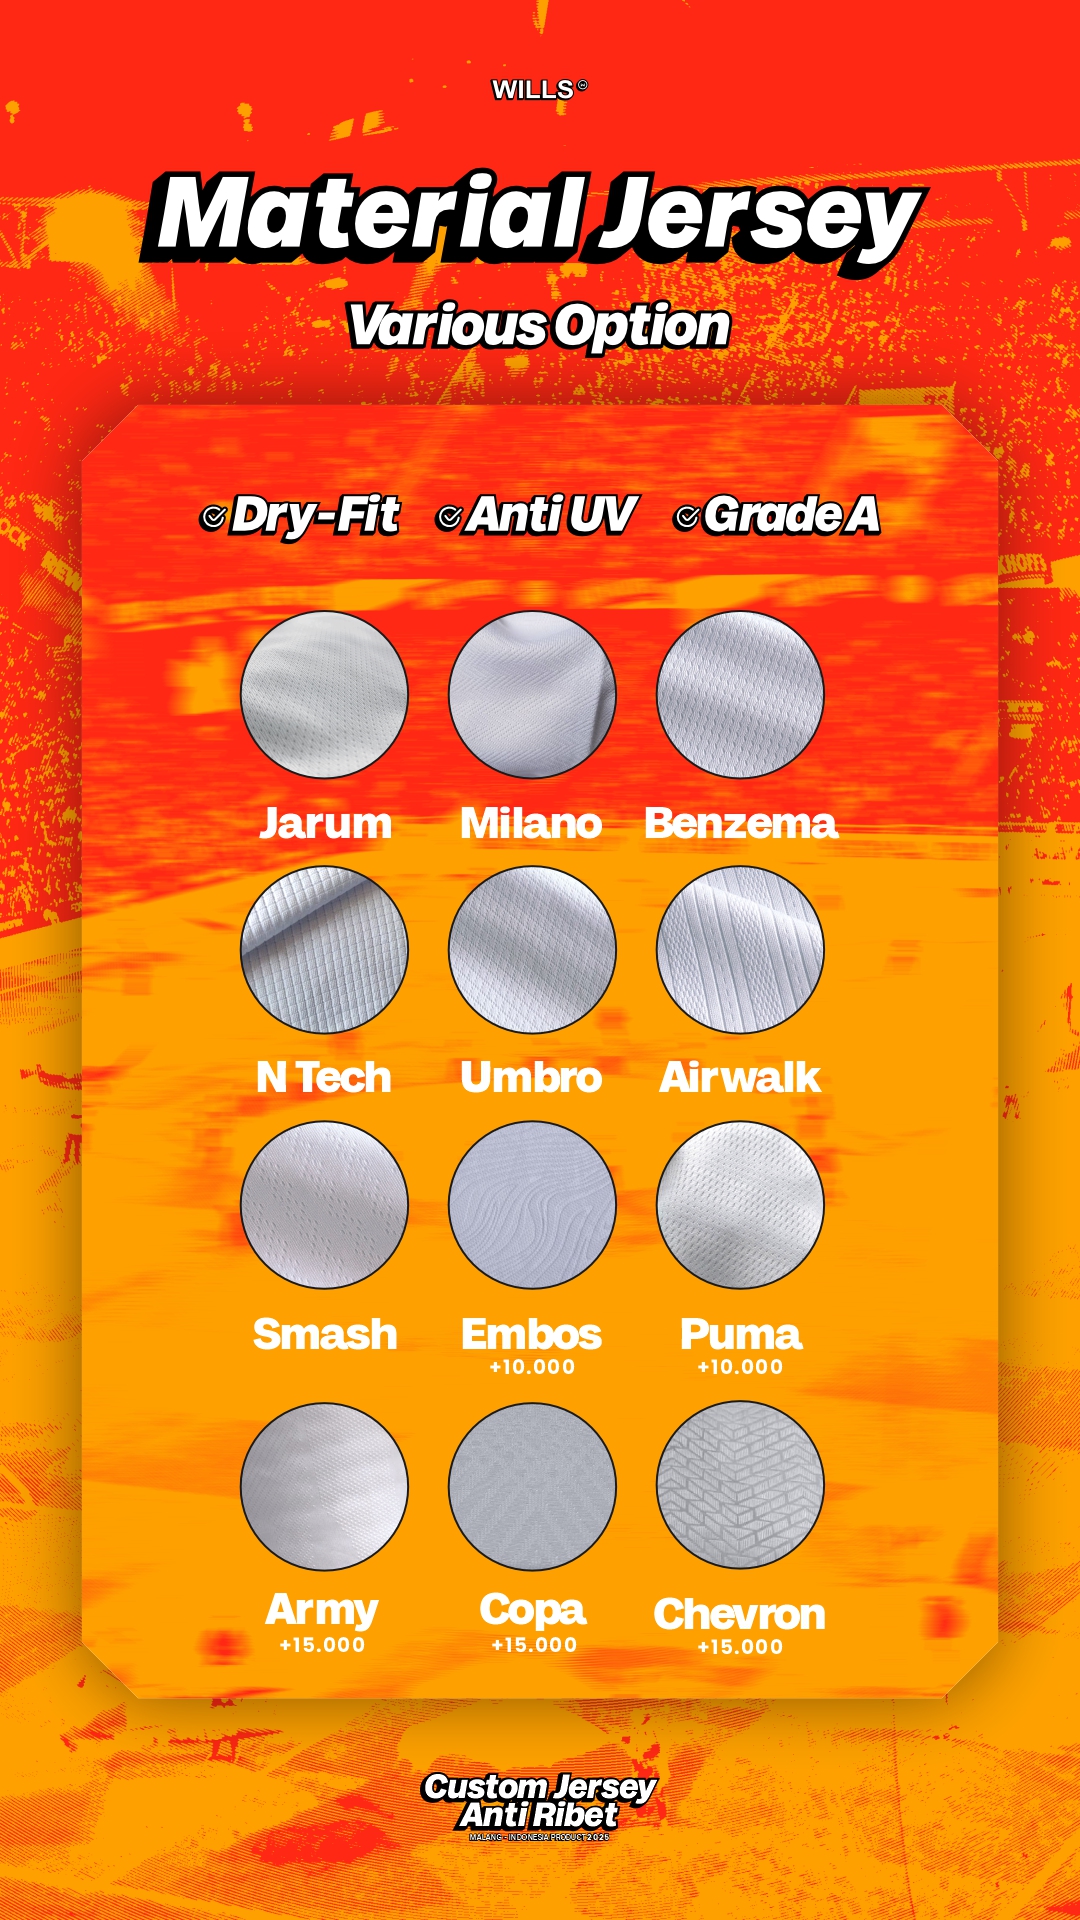 WILLS
Material Jersey
Various Option
Dry-Fit Anti UV Grade A
Jarum Milano Benzema
N Tech Umbro Airwalk
Smash Embos Puma
+10.000 +10.000
Army Copa Chevron
+15.000 +15.000 +15.000
Custom Jersey
Anti Ribet
MALANG - INDONESIA PRODUCT 2025
KHOFFS